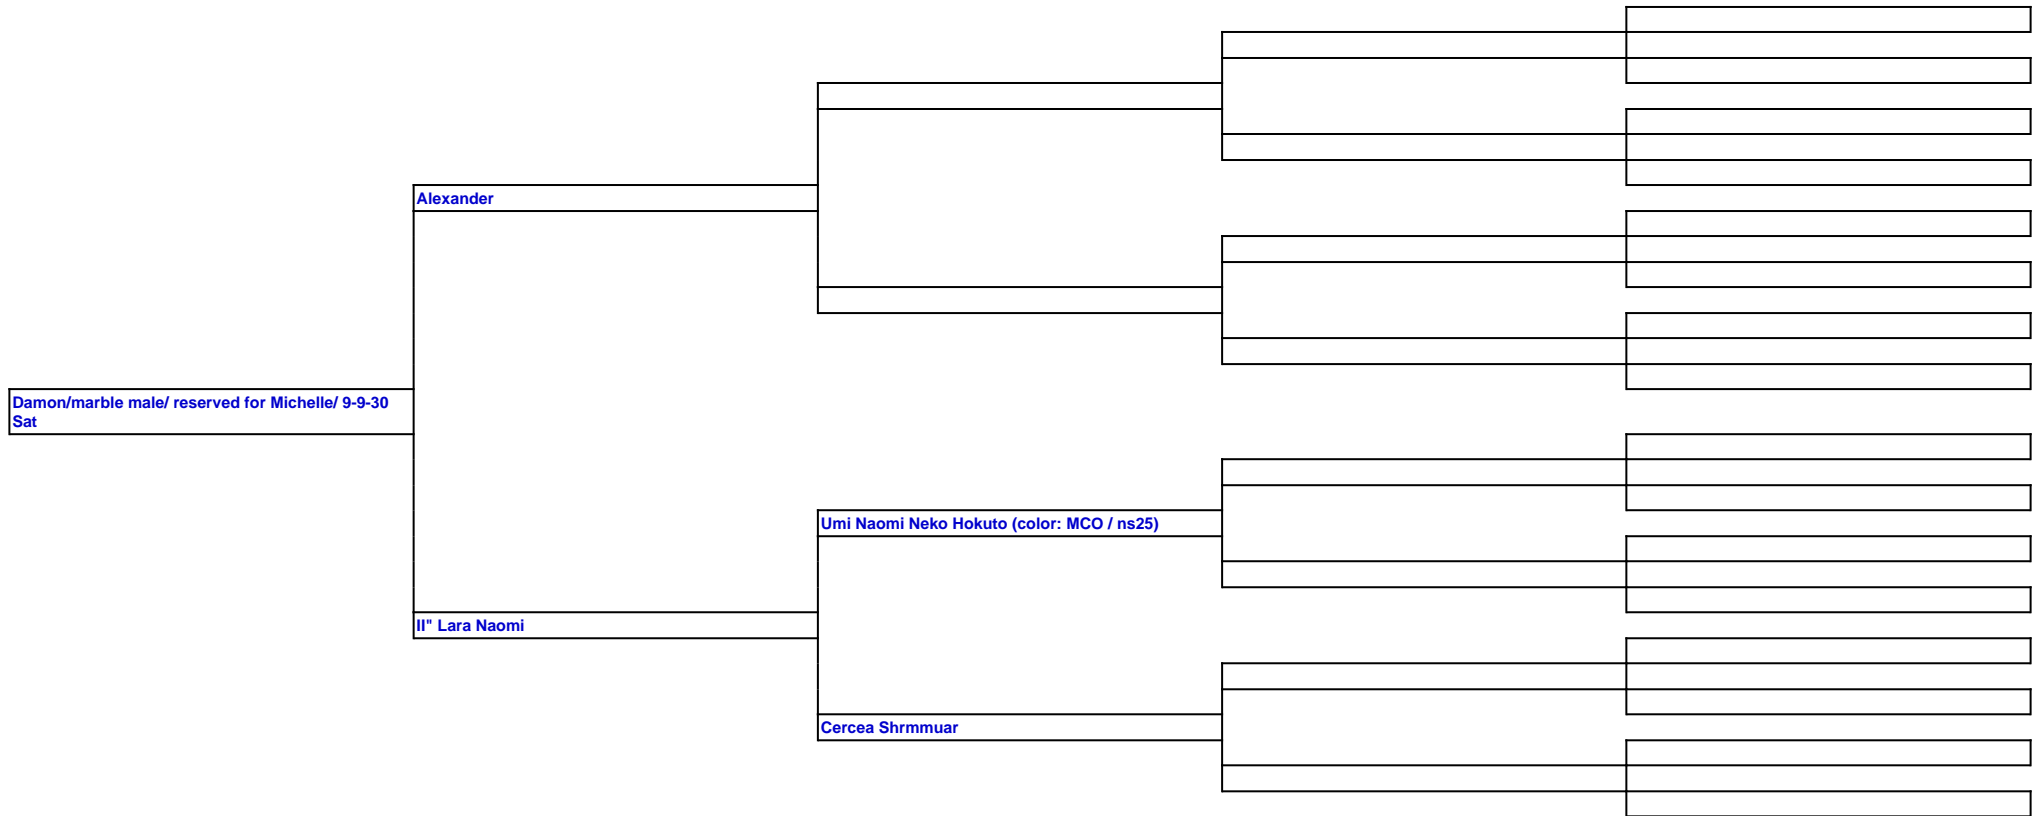 Alexander
Damon/marble male/ reserved for Michelle/ 9-9-30
Sat
Umi Naomi Neko Hokuto (color: MCO / ns25)
II" Lara Naomi
Cercea Shrmmuar